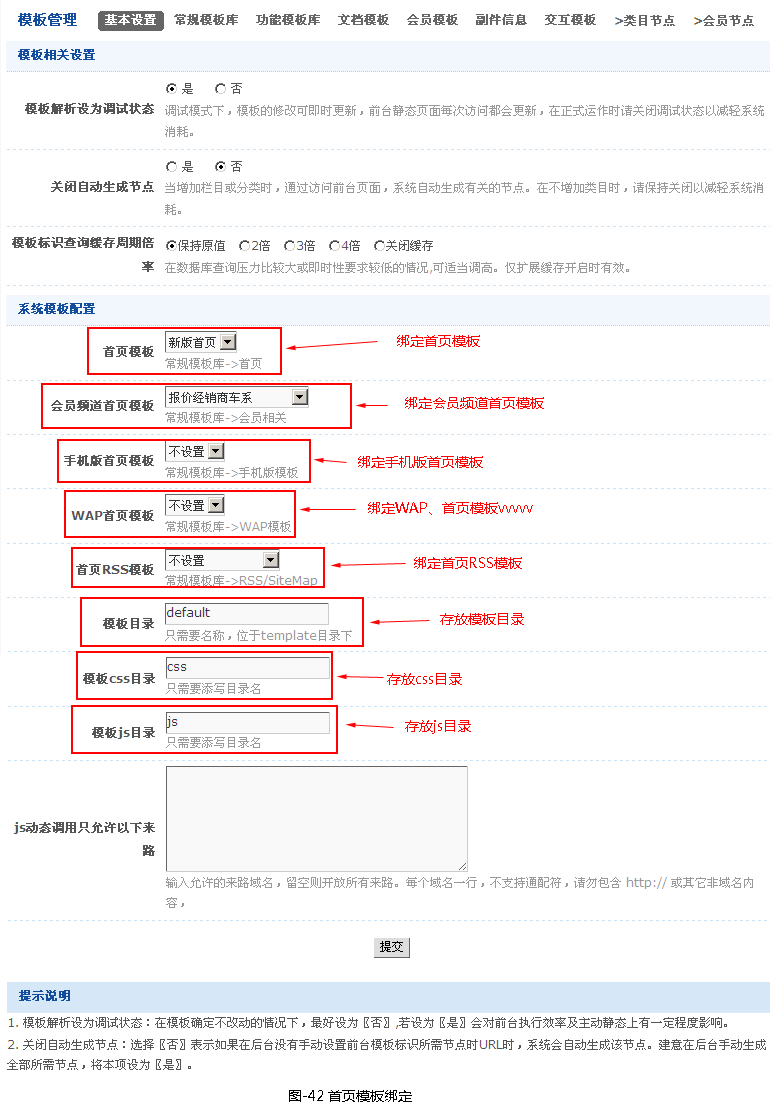 模板管理 基本设置 常规模板库 功能模板库 文档模板 会员模板 副件信息 交互模板 >类目节点 >会员节点
模板相关设置
模板解析设为调试状态 是 否
调试模式下，模板的修改可即时更新，前台静态页面每次访问都会更新，在正式运作时请关闭调试状态以减轻系统
消耗。
关闭自动生成节点 是 否
当增加栏目或分类时，通过访问前台页面，系统自动生成有关的节点。在不增加类目时，请保持关闭以减轻系统消
耗。
模板标识查询缓存周期倍
率
保持原值 2倍 3倍 4倍 关闭缓存
在数据库查询压力比较大或即时性要求较低的情况,可适当调高。仅扩展缓存开启时有效。
系统模板配置
首页模板 新版首页 绑定首页模板
常规模板库->首页
会员频道首页模板 报价经销商车系 绑定会员频道首页模板
常规模板库->会员相关
手机版首页模板 不设置 绑定手机版首页模板
常规模板库->手机版模板
WAP首页模板 不设置 绑定WAP、首页模板vvvv
常规模板库->WAP模板
首页RSS模板 不设置 绑定首页RSS模板
常规模板库->RSS/SiteMap
模板目录 default 存放模板目录
只需要名称，位于template目录下
模板css目录 css 存放css目录
只需要添写目录名
模板js目录 js 存放js目录
只需要添写目录名
js动态调用只允许以下来
路
输入允许的来路域名，留空则开放所有来路。每个域名一行，不支持通配符，请勿包含 http:// 或其它非域名内
容，
提交
提示说明
1. 模板解析设为调试状态：在模板确定不改动的情况下，最好设为〖否〗,若设为〖是〗会对前台执行效率及主动静态上有一定程度影响。
2. 关闭自动生成节点：选择〖否〗表示如果在后台没有手动设置前台模板标识所需节点时URL时，系统会自动生成该节点。建意在后台手动生成
全部所需节点，将本项设为〖是〗。
图-42 首页模板绑定